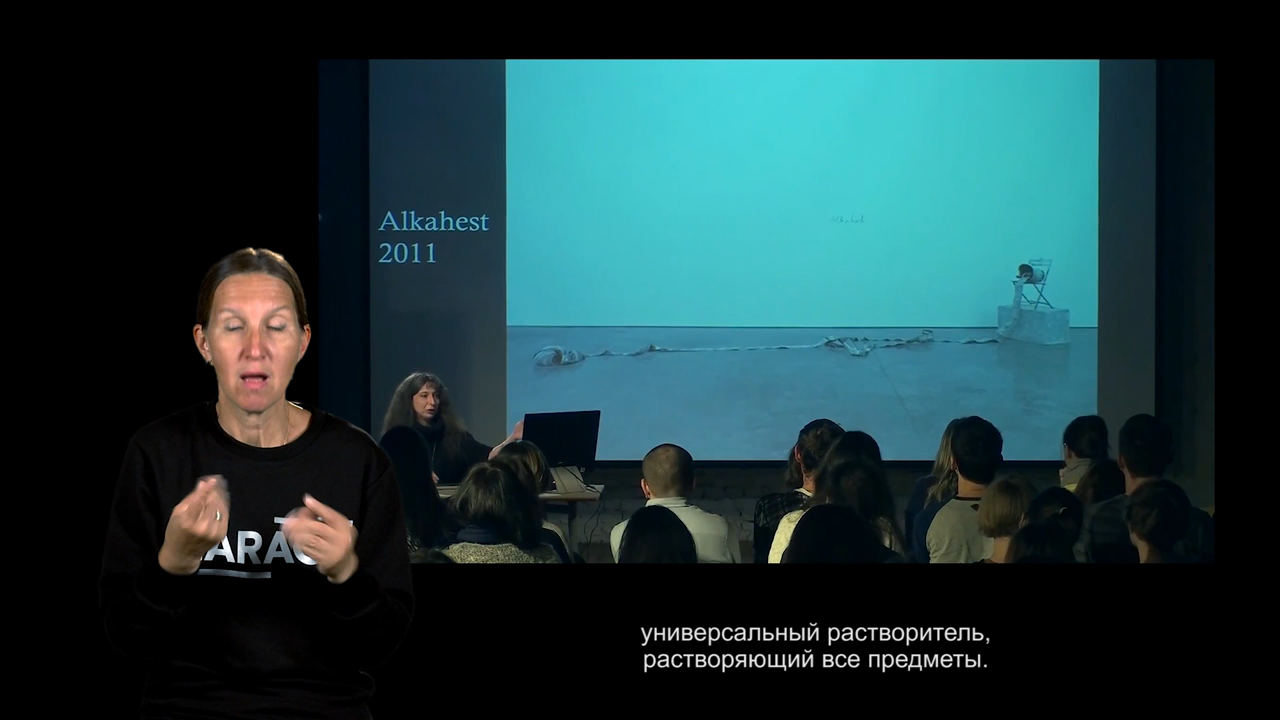 Alkahest
2011
универсальный растворитель,
растворяющий все предметы.